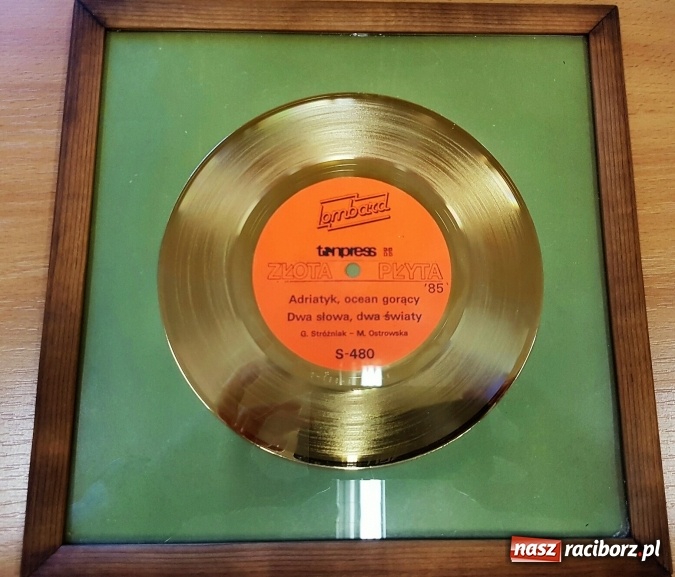 Lombard
tonpress
ZŁOTA PŁYTA
'85'
Adriatyk, ocean gorący
Dwa słowa, dwa światy
G. Stróżniak – M. Ostrowska
S-480
nasz raciborz.pl